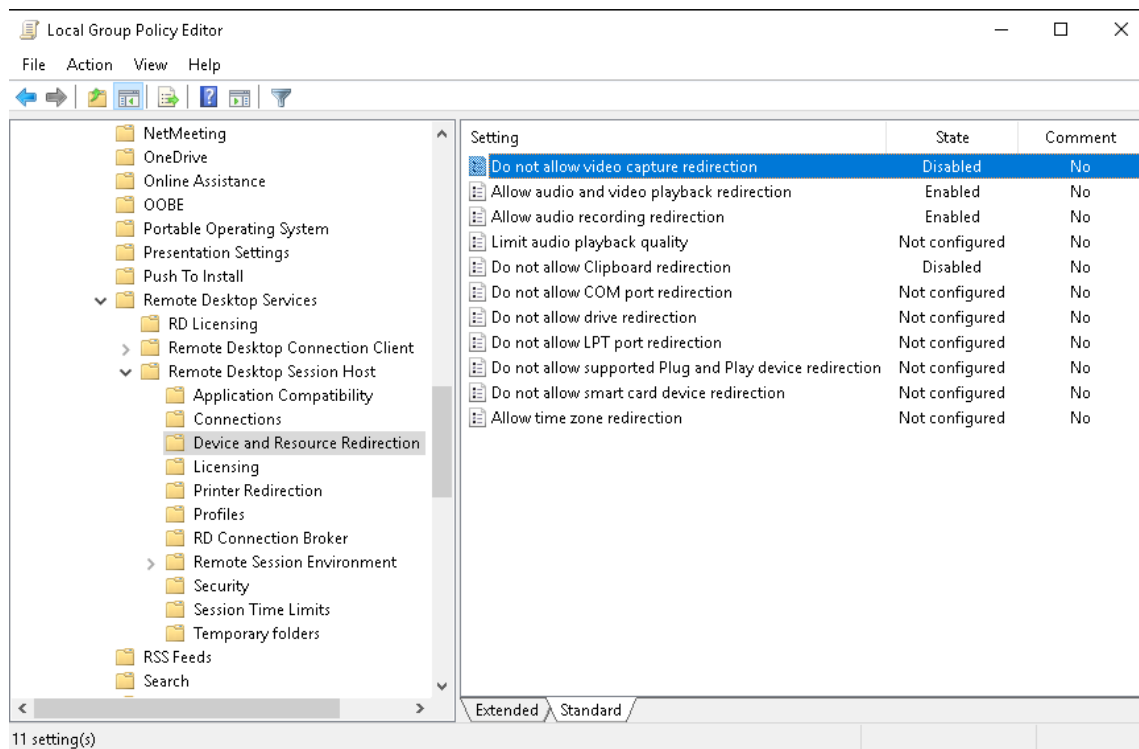 Local Group Policy Editor
File Action View Help
NetMeeting
OneDrive
Online Assistance
OOBE
Portable Operating System
Presentation Settings
Push To Install
Remote Desktop Services
RD Licensing
Remote Desktop Connection Client
Remote Desktop Session Host
Application Compatibility
Connections
Device and Resource Redirection
Licensing
Printer Redirection
Profiles
RD Connection Broker
Remote Session Environment
Security
Session Time Limits
Temporary folders
RSS Feeds
Search
Setting State Comment
Do not allow video capture redirection Disabled No
Allow audio and video playback redirection Enabled No
Allow audio recording redirection Enabled No
Limit audio playback quality Not configured No
Do not allow Clipboard redirection Disabled No
Do not allow COM port redirection Not configured No
Do not allow drive redirection Not configured No
Do not allow LPT port redirection Not configured No
Do not allow supported Plug and Play device redirection Not configured No
Do not allow smart card device redirection Not configured No
Allow time zone redirection Not configured No
Extended Standard
11 setting(s)